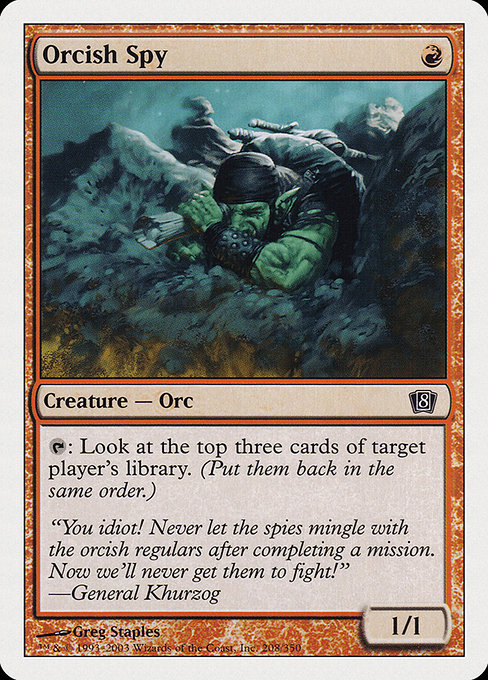 Orcish Spy
Creature — Orc
8
: Look at the top three cards of target
player's library. (Put them back in the
same order.)
“You idiot! Never let the spies mingle with
the orcish regulars after completing a mission.
Now we'll never get them to fight!”
—General Khurzog
1/1
Greg Staples
™ & © 1993–2003 Wizards of the Coast, Inc. 208/350